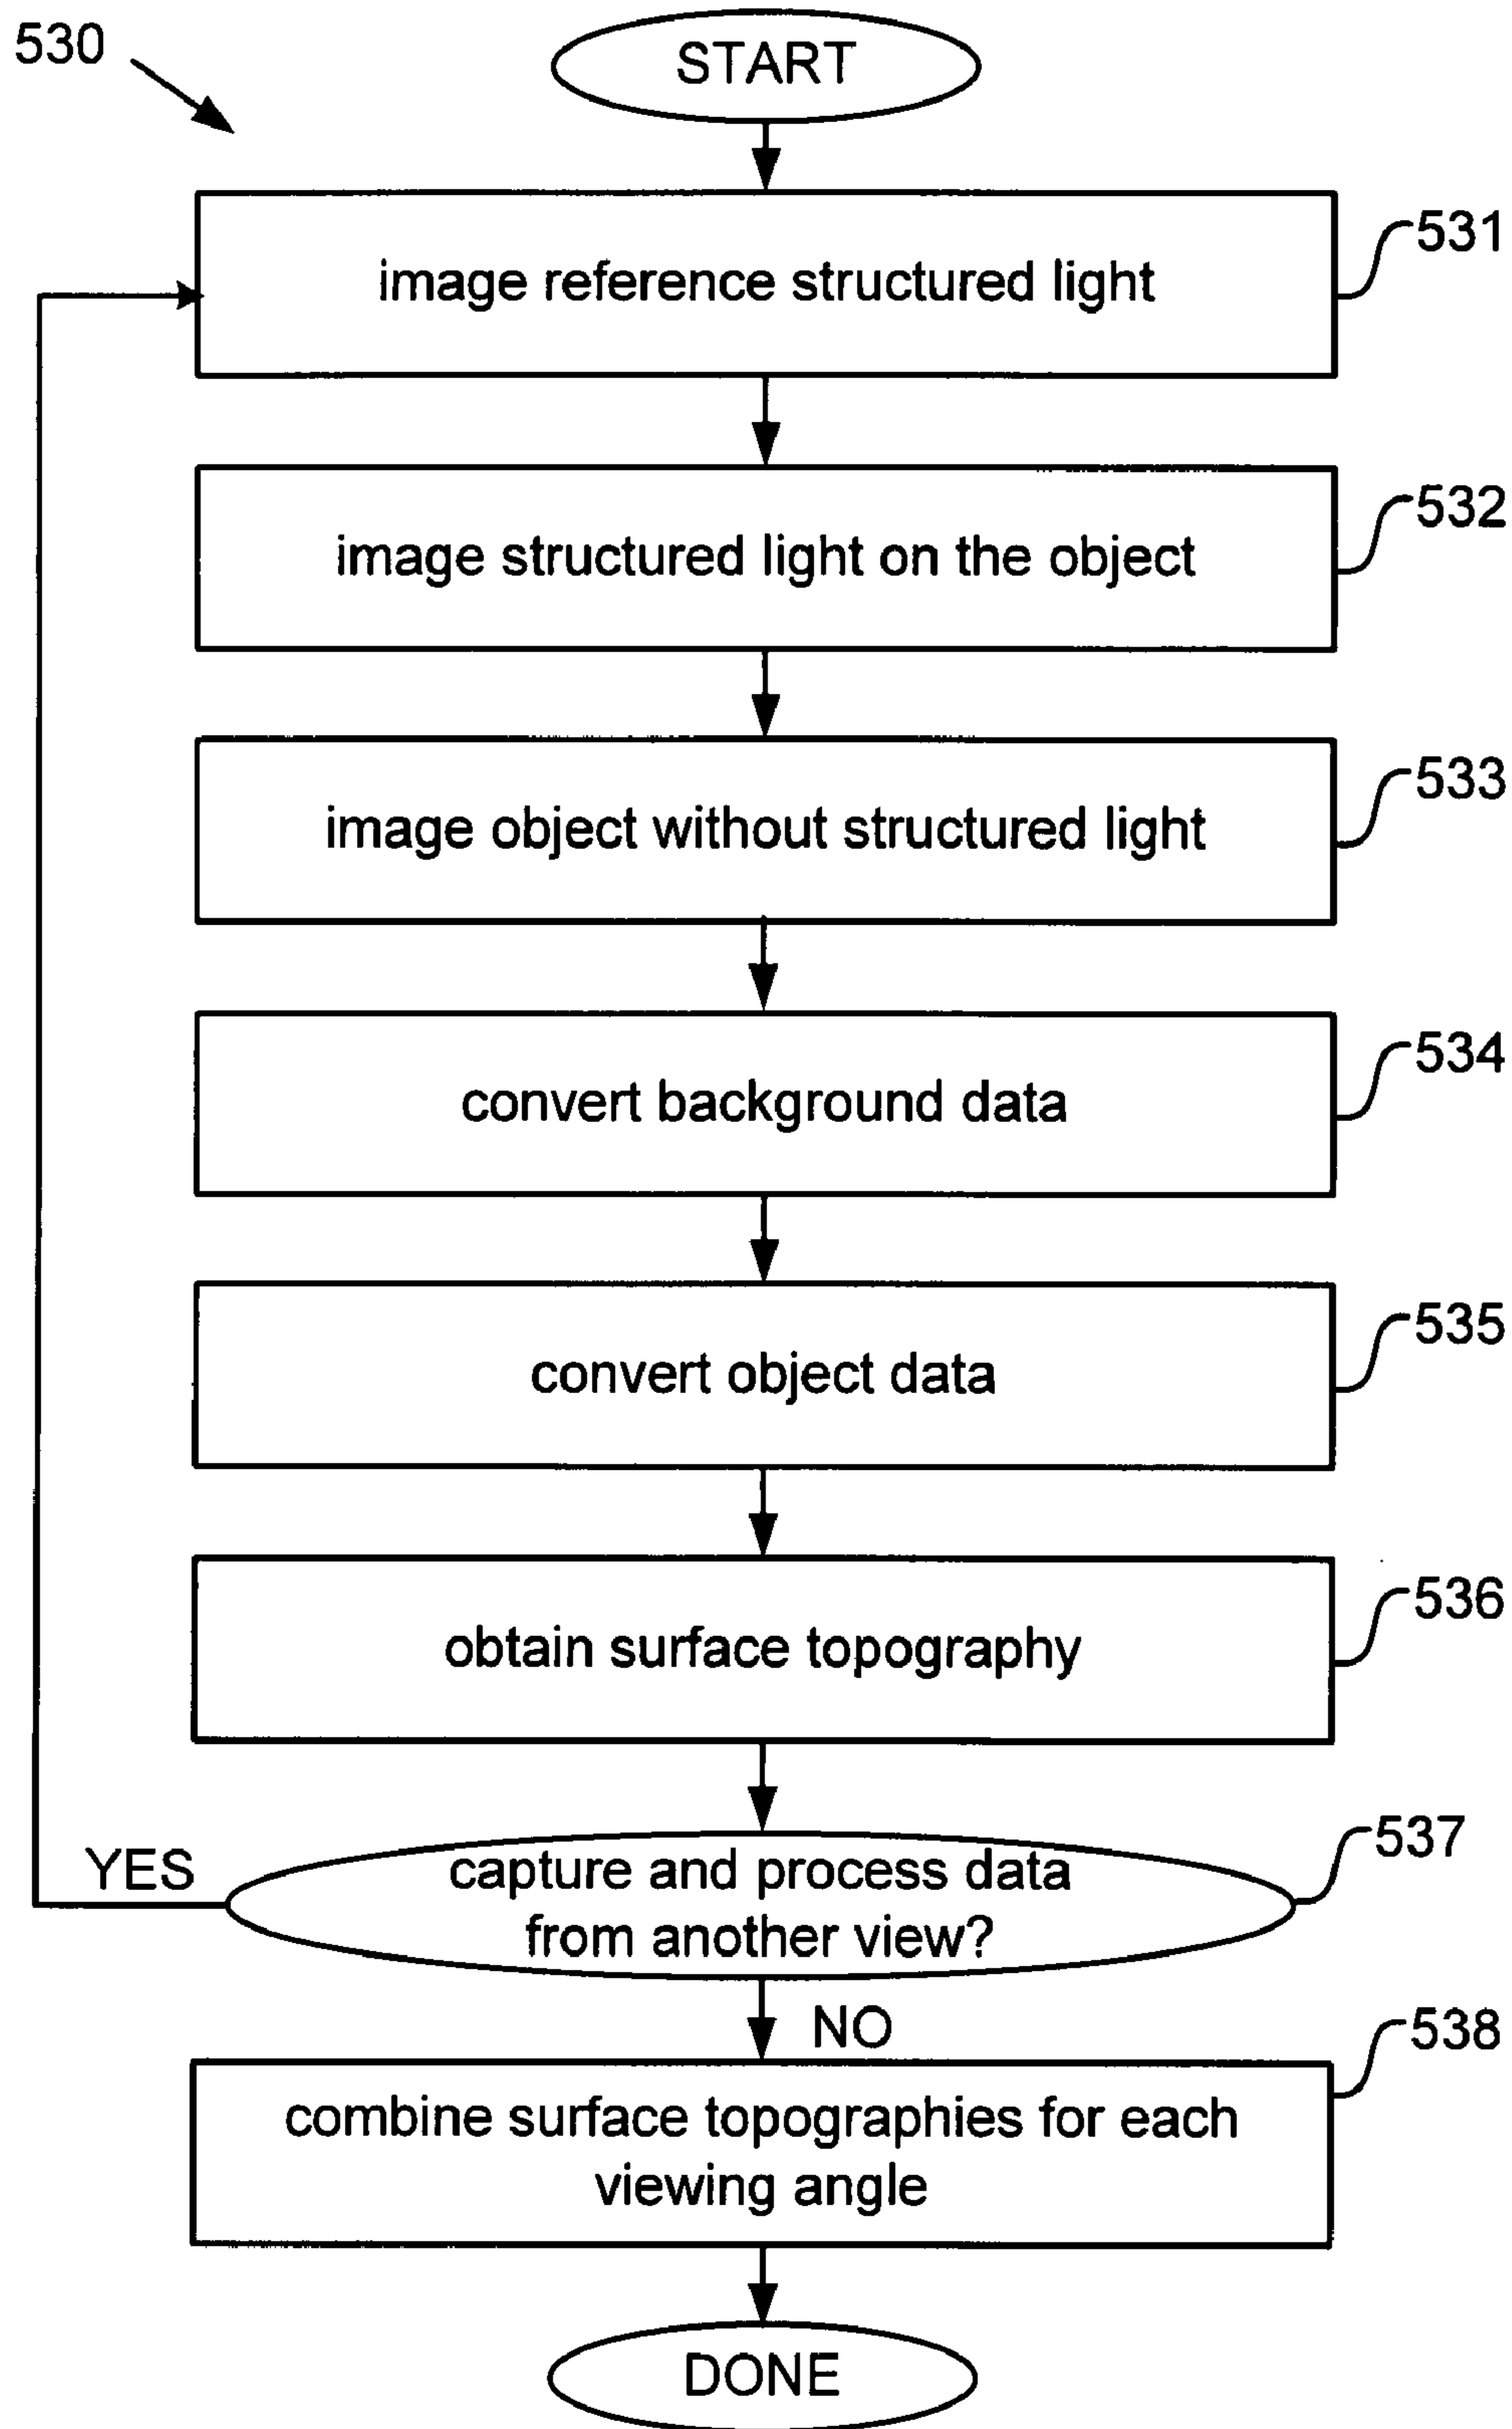 530
START
image reference structured light
531
image structured light on the object
532
image object without structured light
533
convert background data
534
convert object data
535
obtain surface topography
536
capture and process data
from another view?
537
YES
NO
combine surface topographies for each
viewing angle
538
DONE